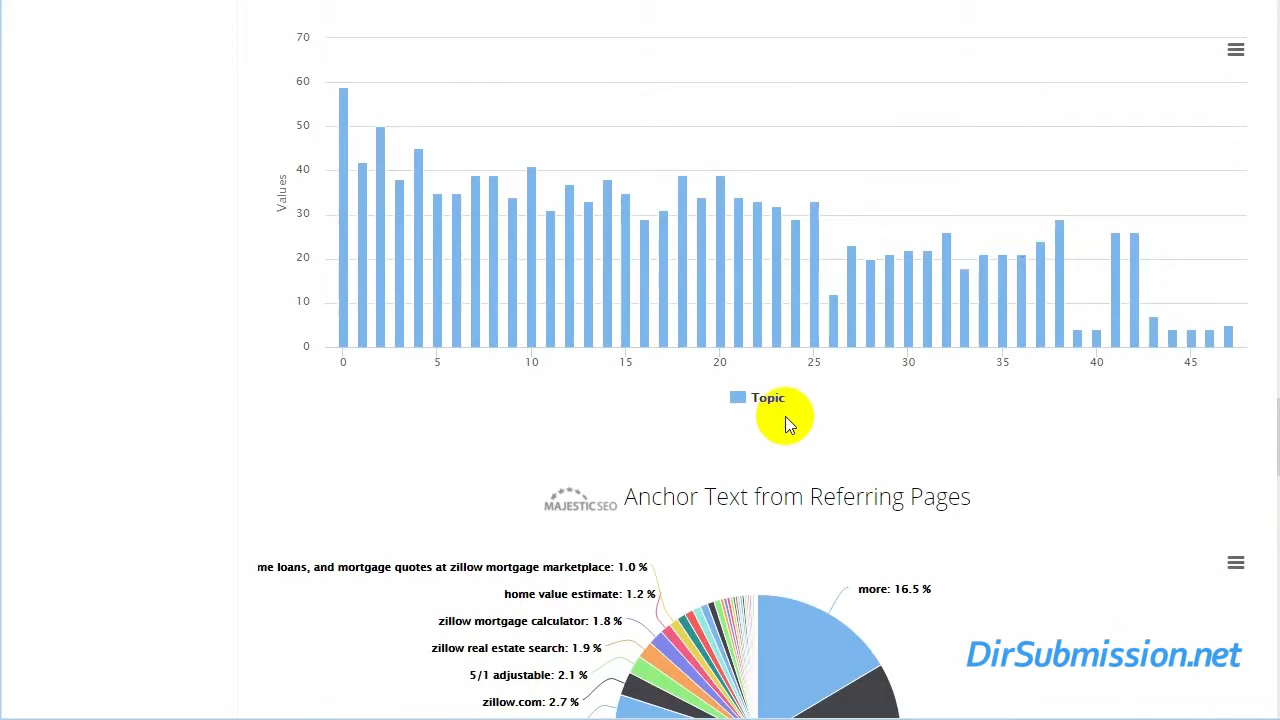 70
60
50
40
30
20
10
0
Values
0 5 10 15 20 25 30 35 40 45
Topic
MAJESTICSEO Anchor Text from Referring Pages
me loans, and mortgage quotes at zillow mortgage marketplace: 1.0 %
more: 16.5 %
home value estimate: 1.2 %
zillow mortgage calculator: 1.8 %
zillow real estate search: 1.9 %
5/1 adjustable: 2.1 %
zillow.com: 2.7 %
DirSubmission.net